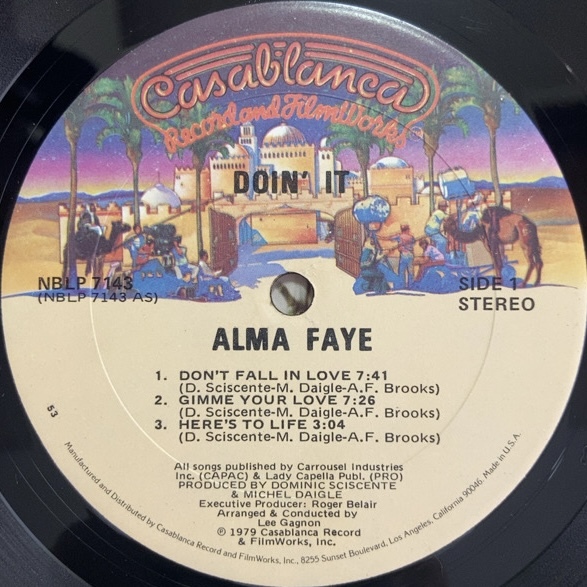 Casablanca
Record and FilmWorks
DOIN' IT
NBLP 7143
(NBLP 7143 AS)
SIDE 1
STEREO
ALMA FAYE
1. DON'T FALL IN LOVE 7:41
(D. Sciscente-M. Daigle-A.F. Brooks)
2. GIMME YOUR LOVE 7:26
(D. Sciscente-M. Daigle-A.F. Brooks)
3. HERE'S TO LIFE 3:04
(D. Sciscente-M. Daigle-A.F. Brooks)
53
All songs published by Carrousel Industries
Inc. (CAPAC) & Lady Capella Publ. (PRO)
PRODUCED BY DOMINIC SCISCENTE
& MICHEL DAIGLE
Executive Producer: Roger Belair
Arranged & Conducted by
Lee Gagnon
℗ 1979 Casablanca Record
& FilmWorks, Inc.
Manufactured and Distributed by Casablanca Record and FilmWorks, Inc., 8255 Sunset Boulevard, Los Angeles, California 90046. Made in U.S.A.